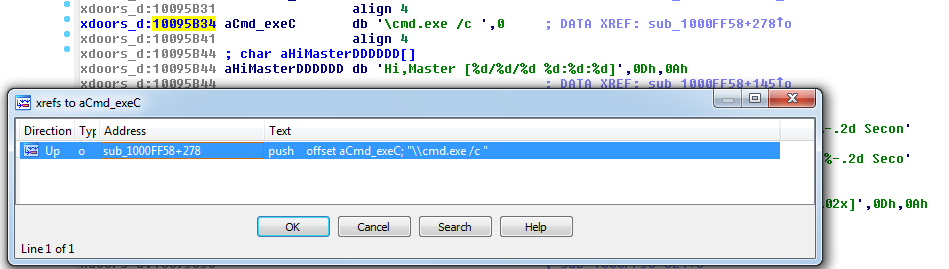 xdoors_d:10095B31 align 4
xdoors_d:10095B34 aCmd_exeC db '\cmd.exe /c ',0 ; DATA XREF: sub_1000FF58+278↑o
xdoors_d:10095B41 align 4
xdoors_d:10095B44 ; char aHiMasterDDDDDD[]
xdoors_d:10095B44 aHiMasterDDDDDD db 'Hi,Master [%d/%d/%d %d:%d:%d]',0Dh,0Ah
xdoors_d:10095B44 ; DATA XREF: sub_1000FF58+145↑o
xrefs to aCmd_exeC
Direction Typ Address Text
Up o sub_1000FF58+278 push offset aCmd_exeC; "\\cmd.exe /c "
-.2d Secon'
%-.2d Seco'
.02x]',0Dh,0Ah
OK Cancel Search Help
Line 1 of 1